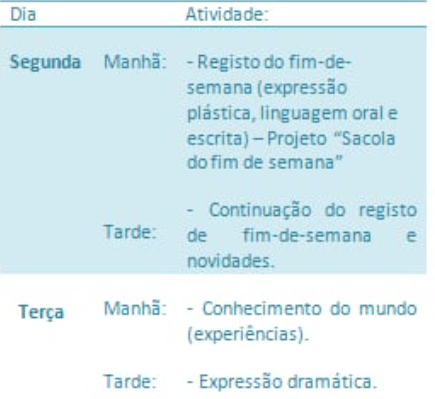 Dia Atividade:
Segunda Manhã: - Registo do fim-de-
semana (expressão
plástica, linguagem oral e
escrita) – Projeto “Sacola
do fim de semana”
- Continuação do registo
Tarde: de fim-de-semana e
novidades.
Terça Manhã: - Conhecimento do mundo
(experiências).
Tarde: - Expressão dramática.